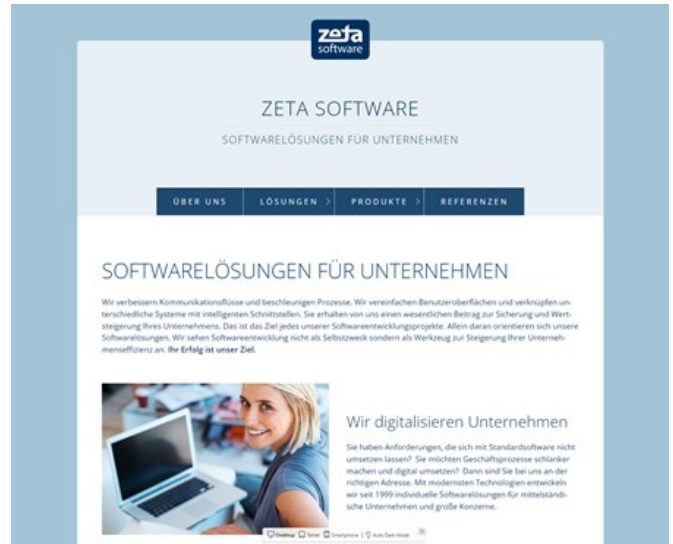 zeta
software
ZETA SOFTWARE
SOFTWARELÖSUNGEN FÜR UNTERNEHMEN
ÜBER UNS
LÖSUNGEN
PRODUKTE
REFERENZEN
SOFTWARELÖSUNGEN FÜR UNTERNEHMEN
Wir verbessern Kommunikationsflüsse und beschleunigen Prozesse. Wir vereinfachen Benutzeroberflächen und verknüpfen un-
terschiedliche Systeme mit intelligenten Schnittstellen. Sie erhalten von uns einen wesentlichen Beitrag zur Sicherung und Wert-
steigerung Ihres Unternehmens. Das ist das Ziel jedes unserer Softwareentwicklungsprojekte. Allein daran orientieren sich unsere
Softwarelösungen. Wir sehen Softwareentwicklung nicht als Selbstzweck sondern als Werkzeug zur Steigerung Ihrer Unterneh-
menseffizienz an. Ihr Erfolg ist unser Ziel.
Wir digitalisieren Unternehmen
Sie haben Anforderungen, die sich mit Standardsoftware nicht
umsetzen lassen? Sie möchten Geschäftsprozesse schlanker
machen und digital umsetzen? Dann sind Sie bei uns an der
richtigen Adresse. Mit modernsten Technologien entwickeln
wir seit 1999 individuelle Softwarelösungen für mittelständi-
sche Unternehmen und große Konzerne.
Desktop Tablet Smartphone | Auto Dark Mode